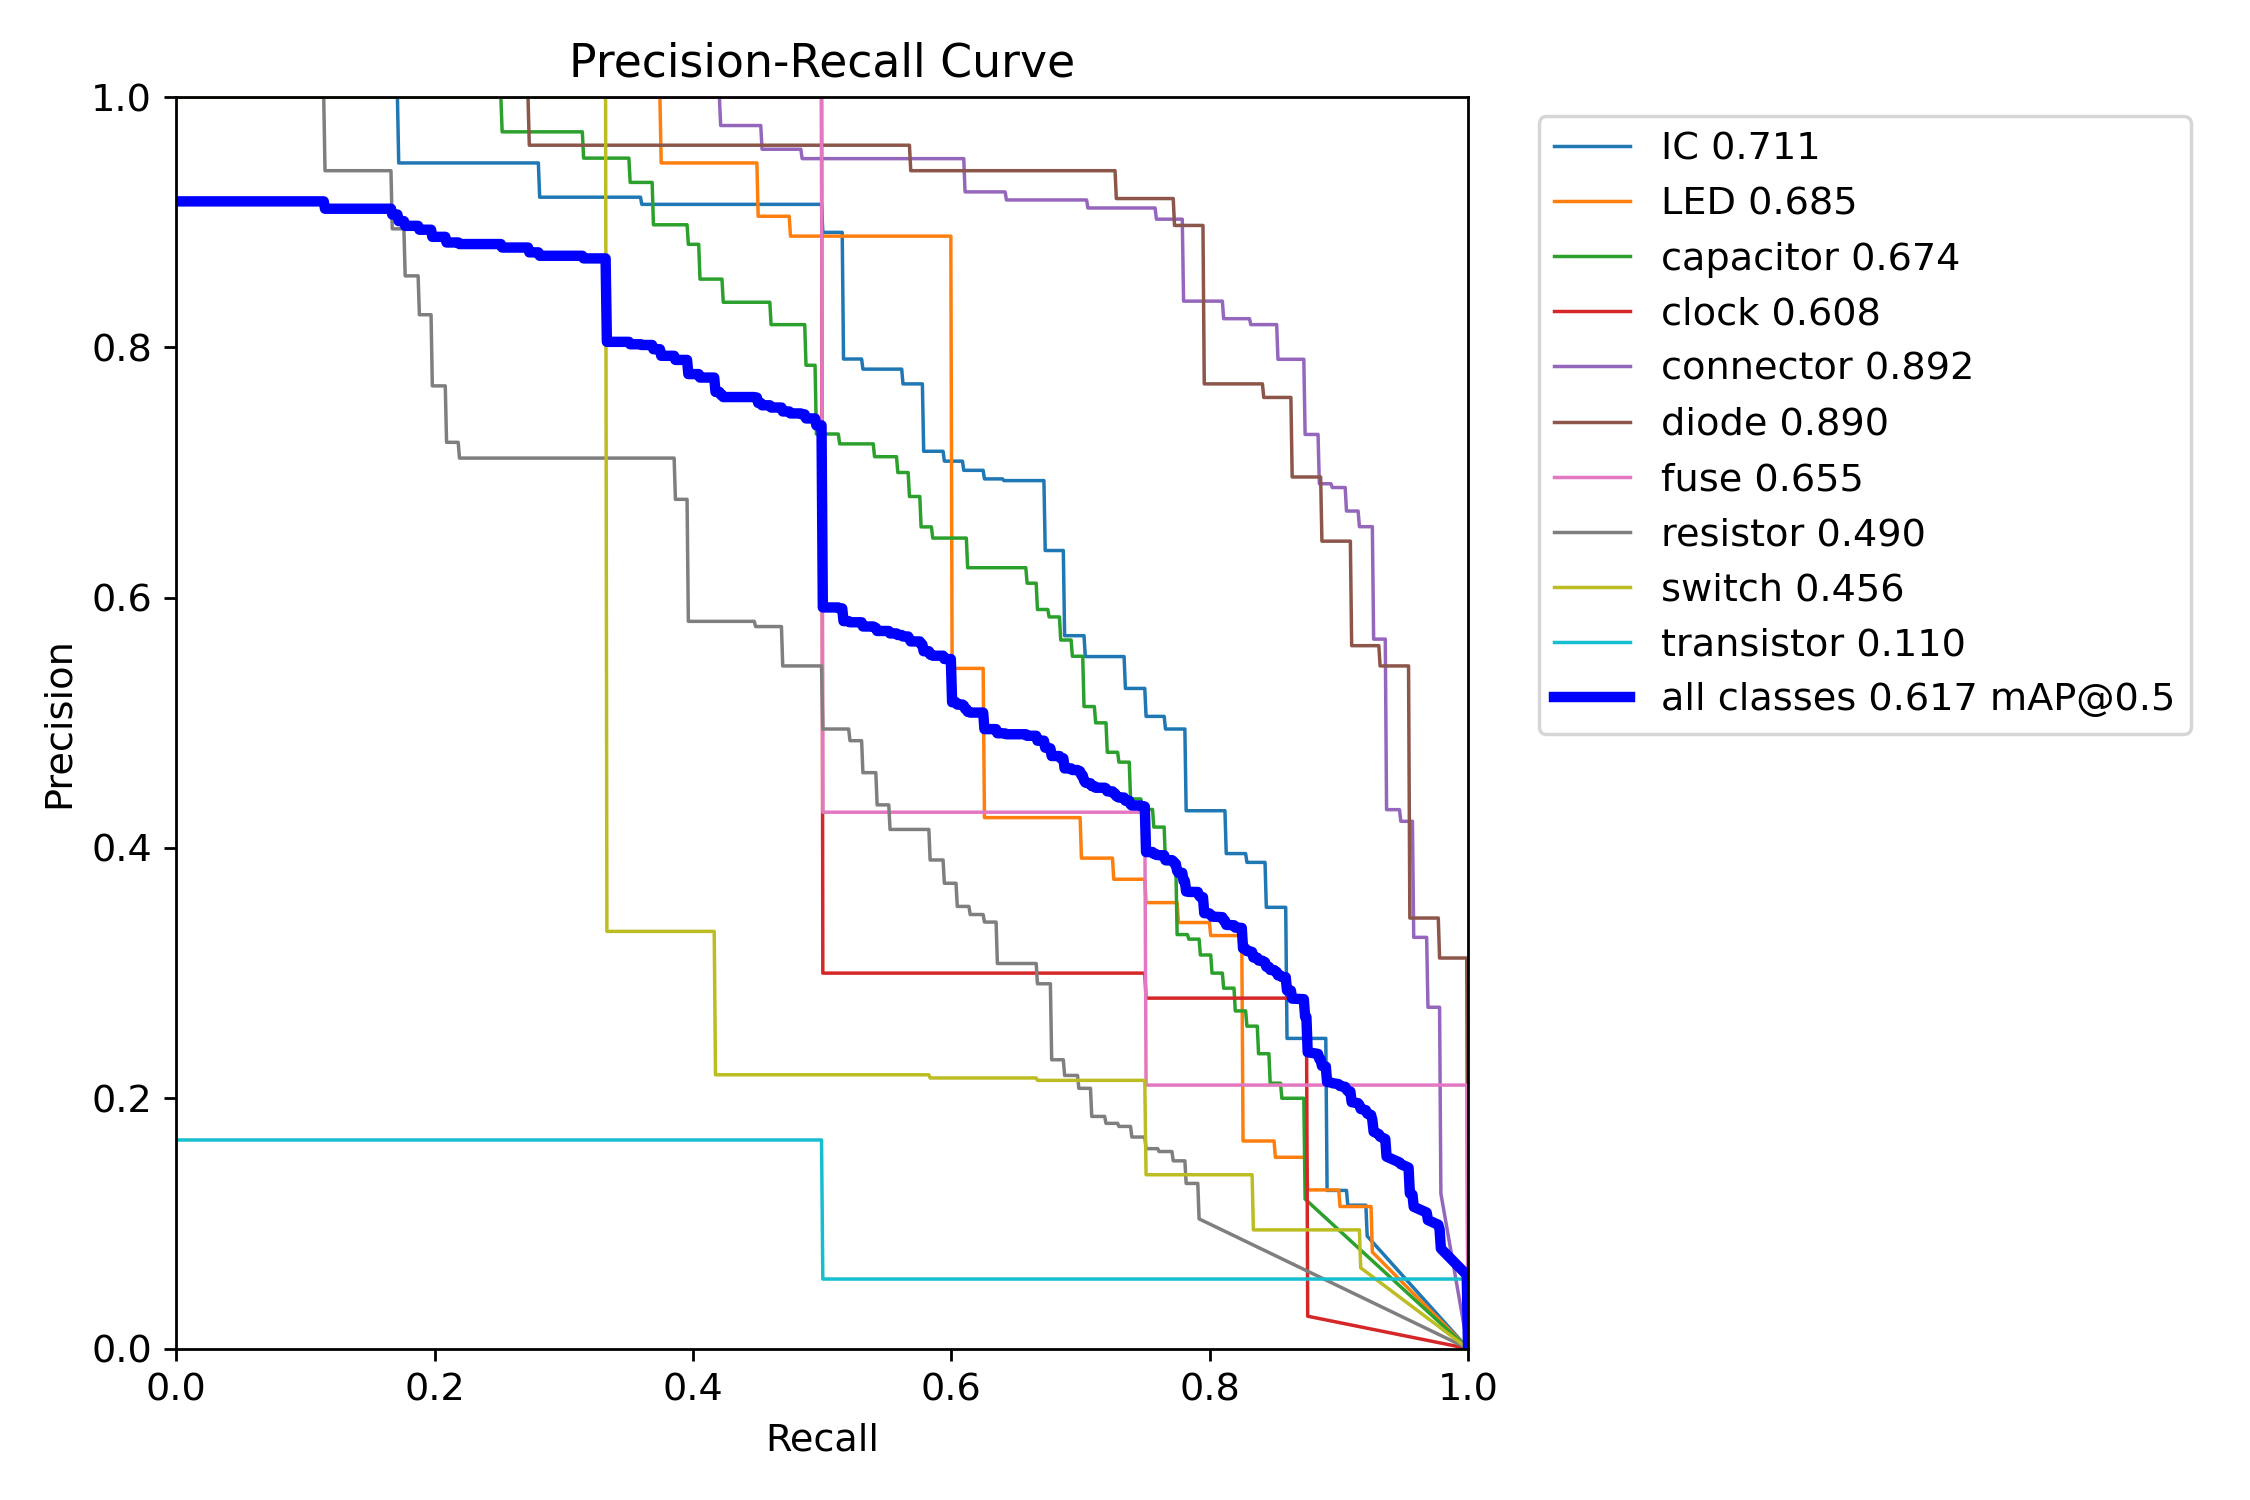 Precision-Recall Curve
Precision
1.0
0.8
0.6
0.4
0.2
0.0
0.0 0.2 0.4 0.6 0.8 1.0
Recall
IC 0.711
LED 0.685
capacitor 0.674
clock 0.608
connector 0.892
diode 0.890
fuse 0.655
resistor 0.490
switch 0.456
transistor 0.110
all classes 0.617 mAP@0.5